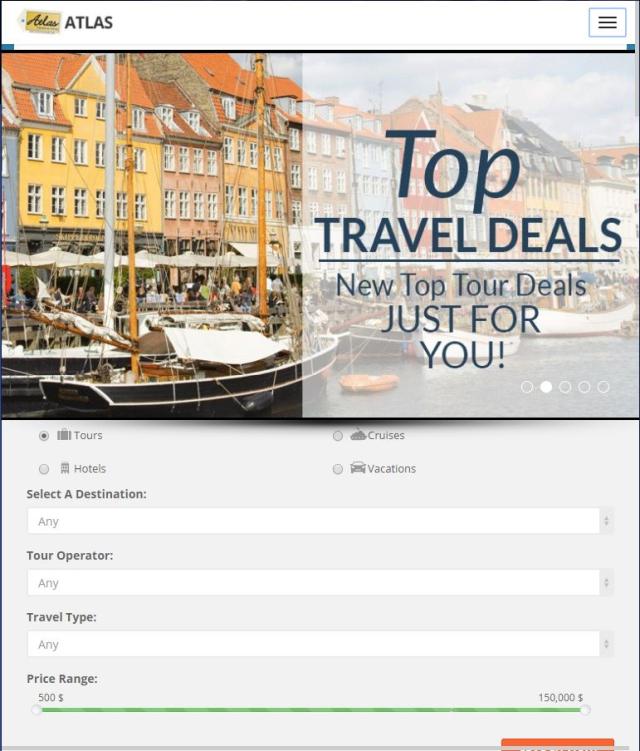 Atlas ATLAS
Top
TRAVEL DEALS
New Top Tour Deals
JUST FOR
YOU!
Tours Cruises
Hotels Vacations
Select A Destination:
Any
Tour Operator:
Any
Travel Type:
Any
Price Range:
500 $ 150,000 $